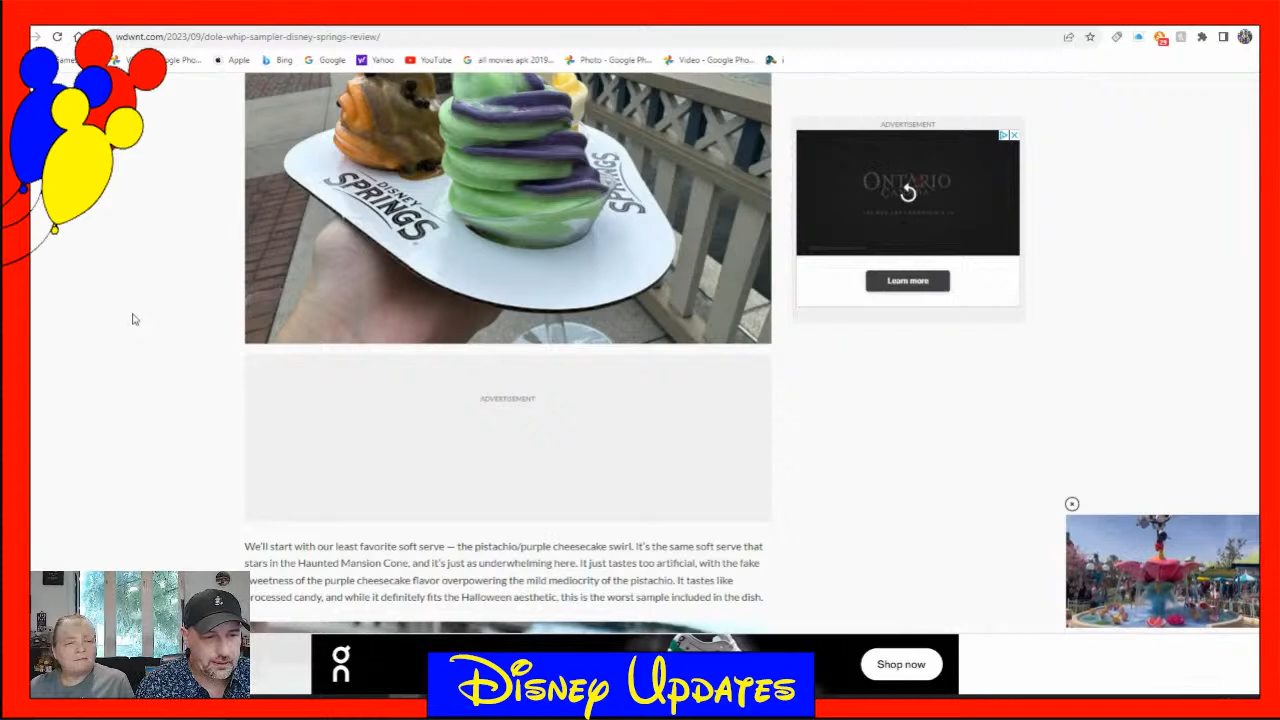 wdwnt.com/2023/09/dole-whip-sampler-disney-springs-review/
Apple Bing Google Yahoo YouTube all movies apk 2019... Photo - Google Ph... Video - Google Pho...
DISNEY
SPRINGS
SPRINGS
ADVERTISEMENT
ONTARIO
Learn more
ADVERTISEMENT
We'll start with our least favorite soft serve — the pistachio/purple cheesecake swirl. It's the same soft serve that
stars in the Haunted Mansion Cone, and it's just as underwhelming here. It just tastes too artificial, with the fake
weetness of the purple cheesecake flavor overpowering the mild mediocrity of the pistachio. It tastes like
rocessed candy, and while it definitely fits the Halloween aesthetic, this is the worst sample included in the dish.
on
Shop now
DISNEY UPDATES